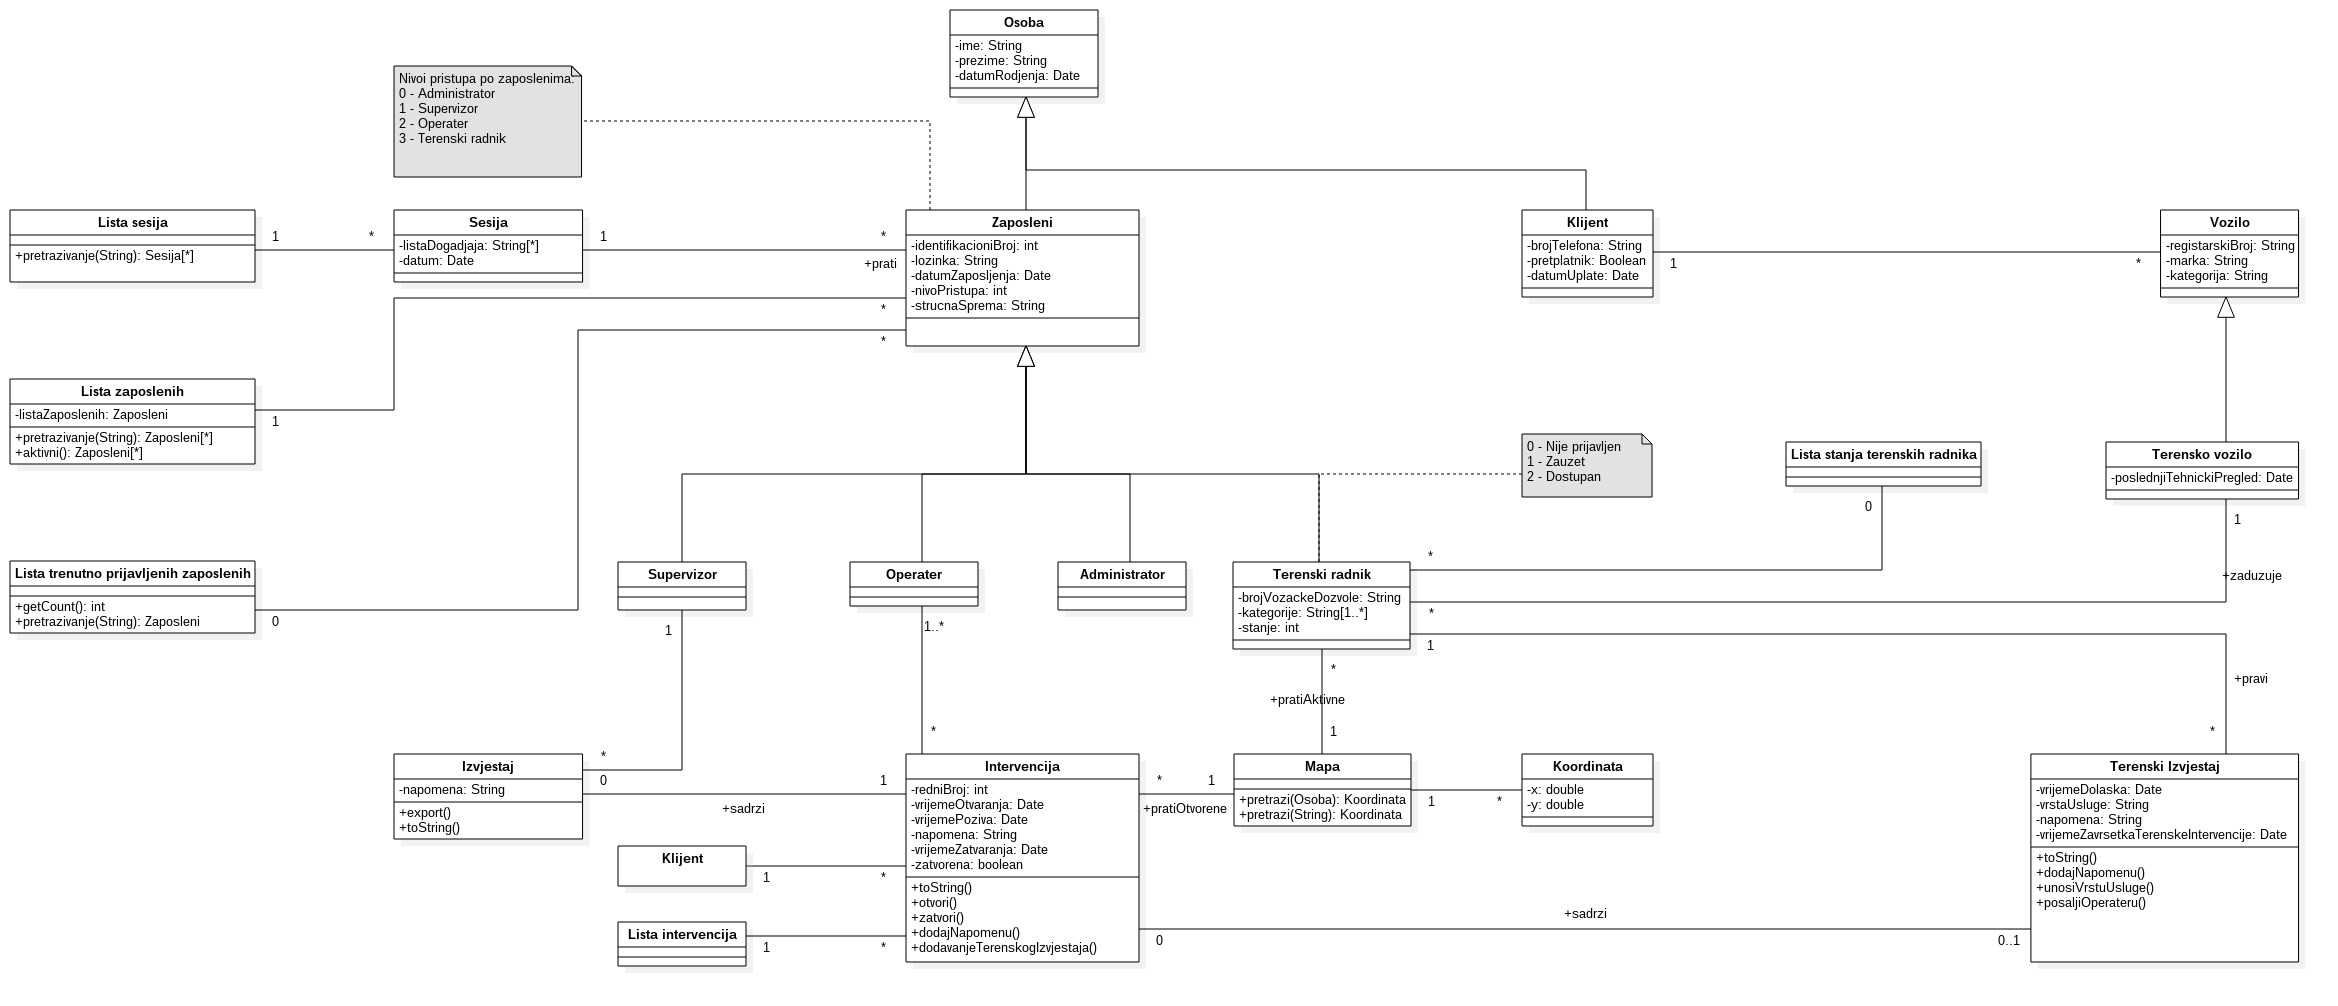 Osoba
-ime: String
-prezime: String
-datumRodjenja: Date
Nivoi pristupa po zaposlenima:
0 - Administrator
1 - Supervizor
2 - Operater
3 - Terenski radnik
Lista sesija
+pretrazivanje(String): Sesija[*]
1
*
Sesija
-listaDogadjaja: String[*]
-datum: Date
1
*
+prati
Zaposleni
-identifikacioniBroj: int
-lozinka: String
-datumZaposljenja: Date
-nivoPristupa: int
-strucnaSprema: String
*
*
Klijent
-brojTelefona: String
-pretplatnik: Boolean
-datumUplate: Date
1
*
Vozilo
-registarskiBroj: String
-marka: String
-kategorija: String
Lista zaposlenih
-listaZaposlenih: Zaposleni
+pretrazivanje(String): Zaposleni[*]
+aktivni(): Zaposleni[*]
1
0 - Nije prijavljen
1 - Zauzet
2 - Dostupan
Lista stanja terenskih radnika
0
Terensko vozilo
-posljednjiTehnickiPregled: Date
1
+zaduzuje
Lista trenutno prijavljenih zaposlenih
+getCount(): int
+pretrazivanje(String): Zaposleni
0
Supervizor
1
Operater
1..*
Administrator
Terenski radnik
-brojVozackeDozvole: String
-kategorije: String[1..*]
-stanje: int
*
*
1
*
+pratiAktivne
1
+pravi
*
*
Izvjestaj
-napomena: String
+export()
+toString()
*
0
1
+sadrzi
Intervencija
-redniBroj: int
-vrijemeOtvaranja: Date
-vrijemePoziva: Date
-napomena: String
-vrijemeZatvaranja: Date
-zatvorena: boolean
+toString()
+otvori()
+zatvori()
+dodajNapomenu()
+dodavanjeTerenskogIzvjestaja()
*
1
+pratiOtvorene
Mapa
+pretrazi(Osoba): Koordinata
+pretrazi(String): Koordinata
1
*
Koordinata
-x: double
-y: double
Terenski Izvjestaj
-vrijemeDolaska: Date
-vrstaUsluge: String
-napomena: String
-vrijemeZavrsetkaTerenskeIntervencije: Date
+toString()
+dodajNapomenu()
+unosiVrstuUsluge()
+posaljiOperateru()
Klijent
1
*
Lista intervencija
1
*
+sadrzi
0
0..1